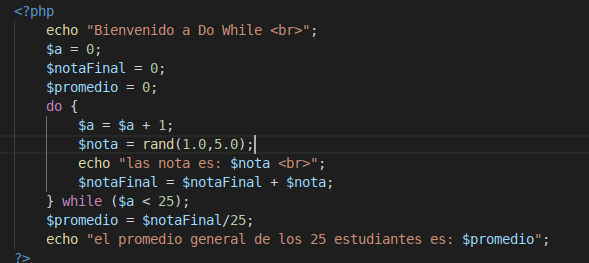 <?php
echo "Bienvenido a Do While <br>";
$a = 0;
$notaFinal = 0;
$promedio = 0;
do {
$a = $a + 1;
$nota = rand(1.0,5.0);
echo "las nota es: $nota <br>";
$notaFinal = $notaFinal + $nota;
} while ($a < 25);
$promedio = $notaFinal/25;
echo "el promedio general de los 25 estudiantes es: $promedio";
?>